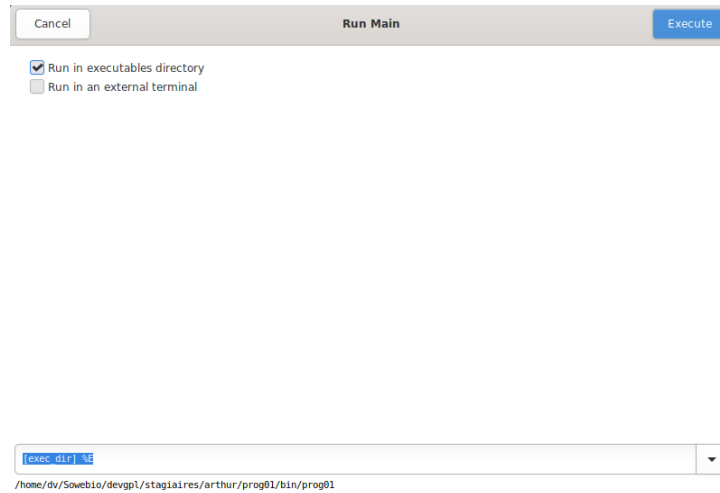 Cancel Run Main Execute
Run in executables directory
Run in an external terminal
[exec_dir] %E
/home/dv/Sowebio/devgpl/stagiaires/arthur/prog01/bin/prog01